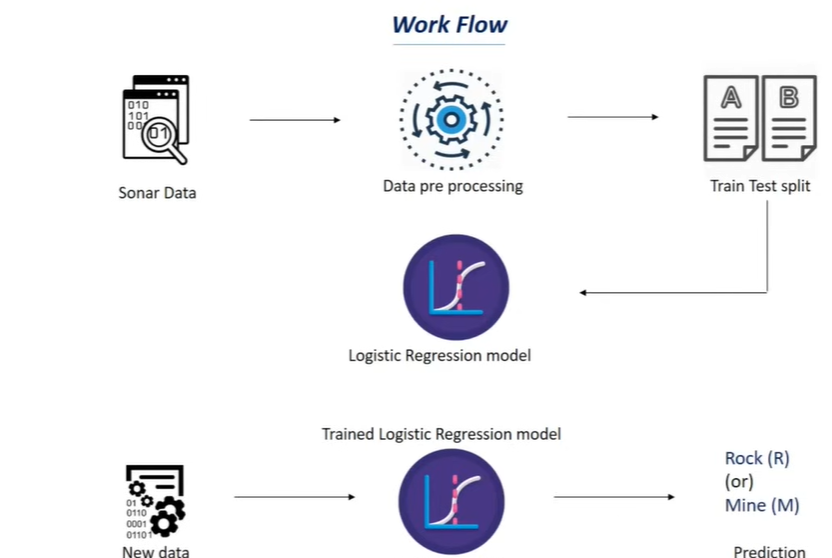 Work Flow
010
101
00
01
A
B
Sonar Data
Data pre processing
Train Test split
Logistic Regression model
Trained Logistic Regression model
Rock (R)
(or)
Mine (M)
01
0110
0001
01101
New data
Prediction